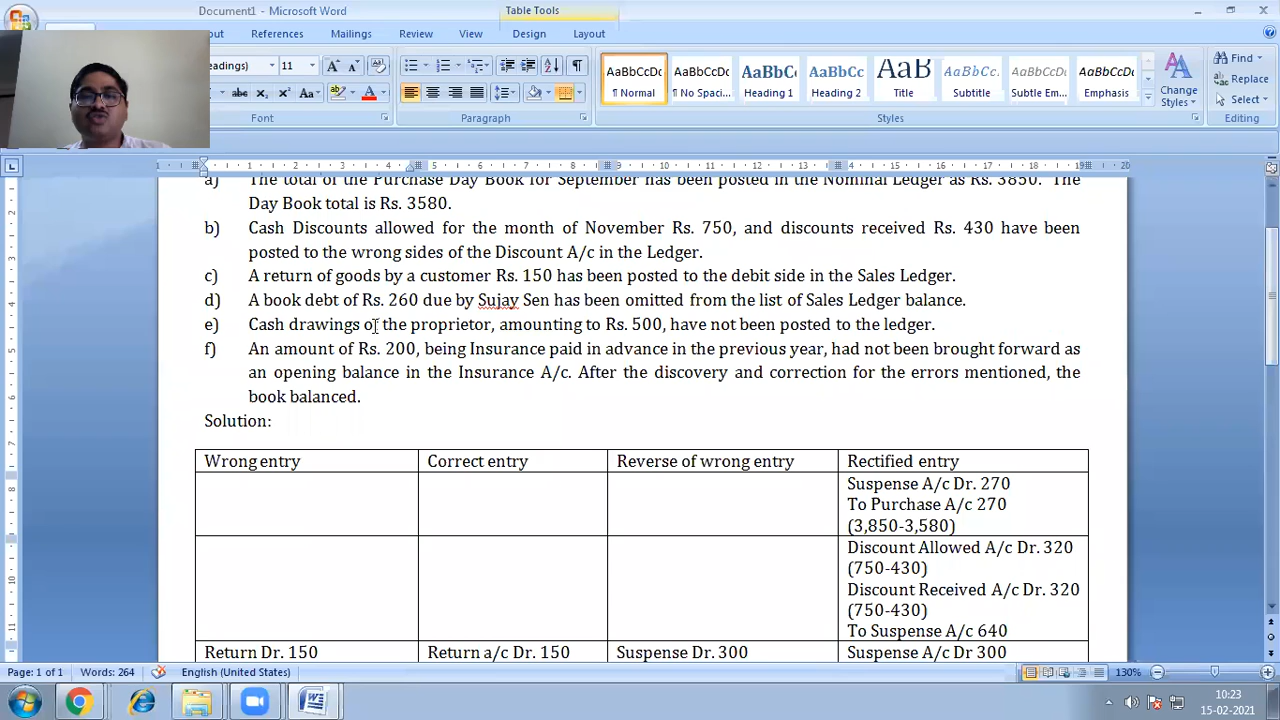 Document1 - Microsoft Word
Table Tools
References Mailings Review View Design Layout
11
Font
Paragraph
AaBbCcDc AaBbCcDc AaBbCc AaBbCc AaB AaBbCc. AaBbCcDc AaBbCcDc
¶ Normal ¶ No Spaci... Heading 1 Heading 2 Title Subtitle Subtle Em... Emphasis
Change Styles
Styles
Find
Replace
Select
Editing
a) The total of the Purchase Day Book for September has been posted in the Nominal Ledger as Rs. 3850. The
Day Book total is Rs. 3580.
b) Cash Discounts allowed for the month of November Rs. 750, and discounts received Rs. 430 have been
posted to the wrong sides of the Discount A/c in the Ledger.
c) A return of goods by a customer Rs. 150 has been posted to the debit side in the Sales Ledger.
d) A book debt of Rs. 260 due by Sujay Sen has been omitted from the list of Sales Ledger balance.
e) Cash drawings of the proprietor, amounting to Rs. 500, have not been posted to the ledger.
f) An amount of Rs. 200, being Insurance paid in advance in the previous year, had not been brought forward as
an opening balance in the Insurance A/c. After the discovery and correction for the errors mentioned, the
book balanced.
Solution:
Wrong entry Correct entry Reverse of wrong entry Rectified entry
Suspense A/c Dr. 270
To Purchase A/c 270
(3,850-3,580)
Discount Allowed A/c Dr. 320
(750-430)
Discount Received A/c Dr. 320
(750-430)
To Suspense A/c 640
Return Dr. 150 Return a/c Dr. 150 Suspense Dr. 300 Suspense A/c Dr 300
Page: 1 of 1 Words: 264 English (United States) 130%
10:23
15-02-2021